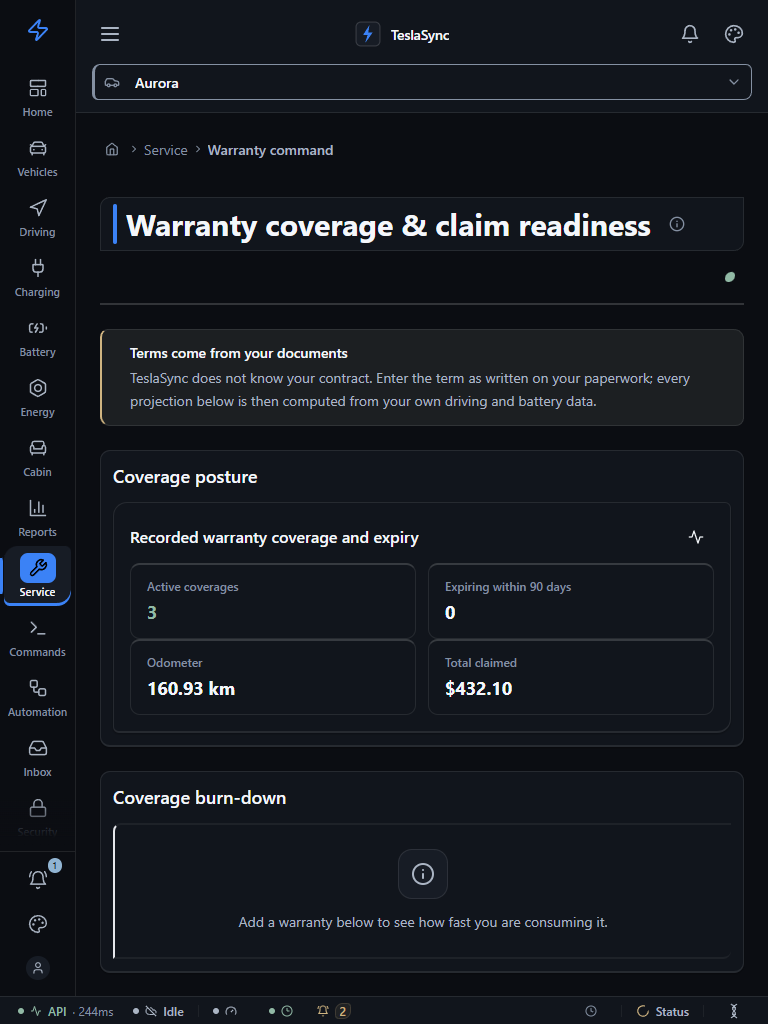 TeslaSync
Aurora
Home
Vehicles
Driving
Charging
Battery
Energy
Cabin
Reports
Service
Commands
Automation
Inbox
Security
1
Service
Warranty command
Warranty coverage & claim readiness
Terms come from your documents
TeslaSync does not know your contract. Enter the term as written on your paperwork; every
projection below is then computed from your own driving and battery data.
Coverage posture
Recorded warranty coverage and expiry
Active coverages
3
Expiring within 90 days
0
Odometer
160.93 km
Total claimed
$432.10
Coverage burn-down
Add a warranty below to see how fast you are consuming it.
API · 244ms
Idle
2
Status